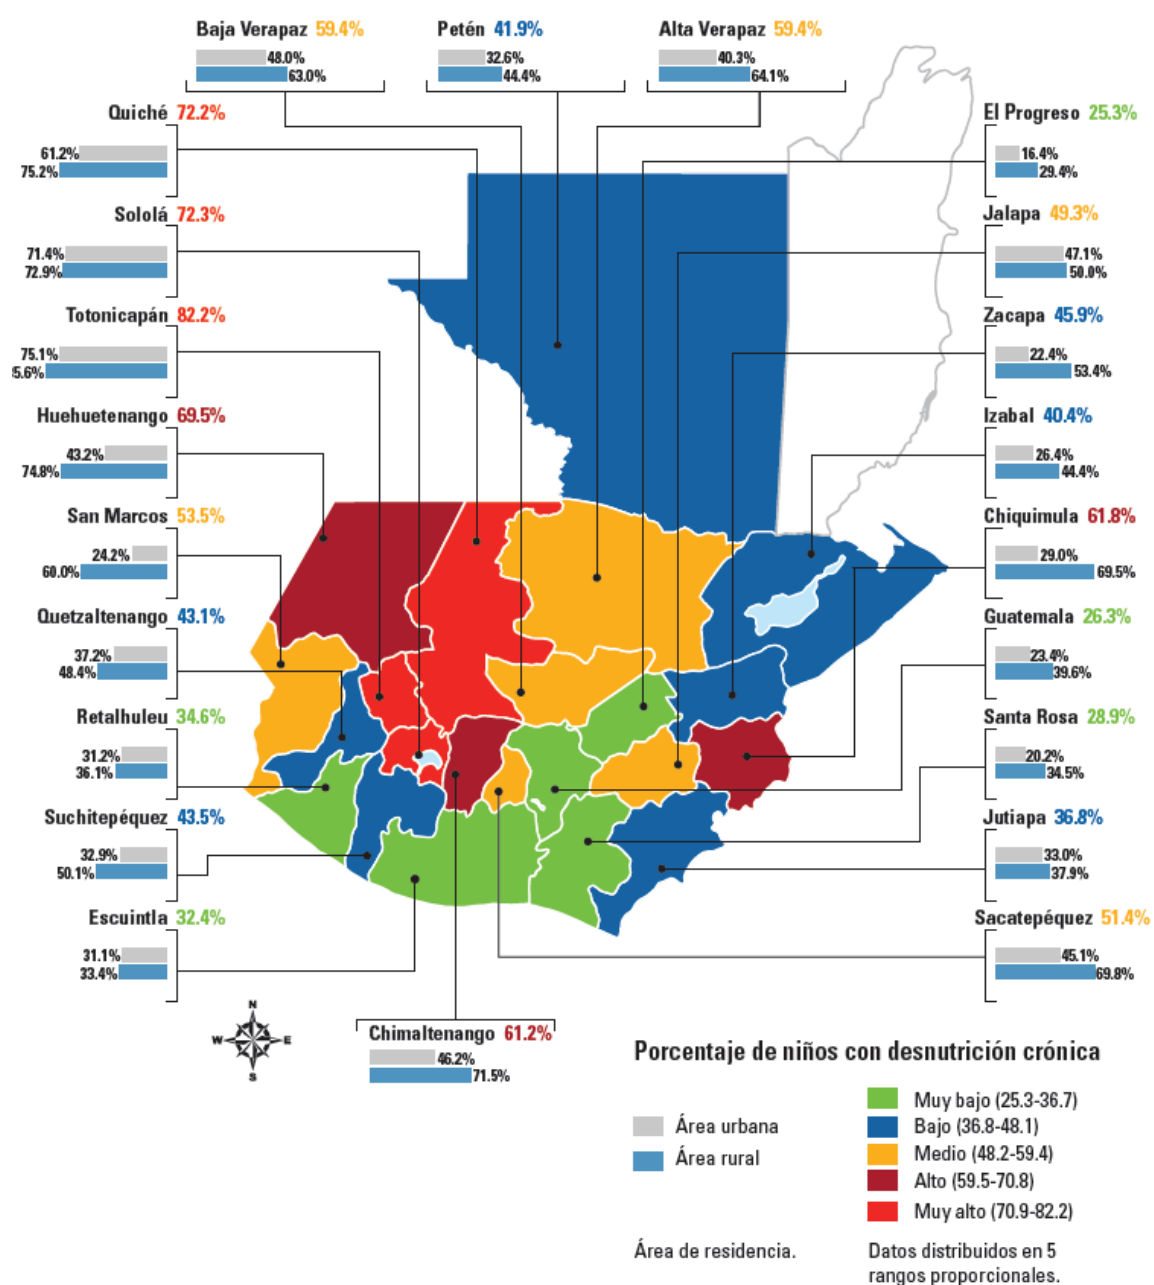 Baja Verapaz 59.4%
48.0%
63.0%
Petén 41.9%
32.6%
44.4%
Alta Verapaz 59.4%
40.3%
64.1%
Quiché 72.2%
61.2%
75.2%
Sololá 72.3%
71.4%
72.9%
Totonicapán 82.2%
75.1%
5.6%
Huehuetenango 69.5%
43.2%
74.8%
San Marcos 53.5%
24.2%
60.0%
Quetzaltenango 43.1%
37.2%
48.4%
Retalhuleu 34.6%
31.2%
36.1%
Suchitepéquez 43.5%
32.9%
50.1%
Escuintla 32.4%
31.1%
33.4%
El Progreso 25.3%
16.4%
29.4%
Jalapa 49.3%
47.1%
50.0%
Zacapa 45.9%
22.4%
53.4%
Izabal 40.4%
26.4%
44.4%
Chiquimula 61.8%
29.0%
69.5%
Guatemala 26.3%
23.4%
39.6%
Santa Rosa 28.9%
20.2%
34.5%
Jutiapa 36.8%
33.0%
37.9%
Sacatepéquez 51.4%
45.1%
69.8%
N
W E
S
Chimaltenango 61.2%
46.2%
71.5%
Porcentaje de niños con desnutrición crónica
Área urbana
Área rural
Muy bajo (25.3-36.7)
Bajo (36.8-48.1)
Medio (48.2-59.4)
Alto (59.5-70.8)
Muy alto (70.9-82.2)
Área de residencia.
Datos distribuidos en 5
rangos proporcionales.